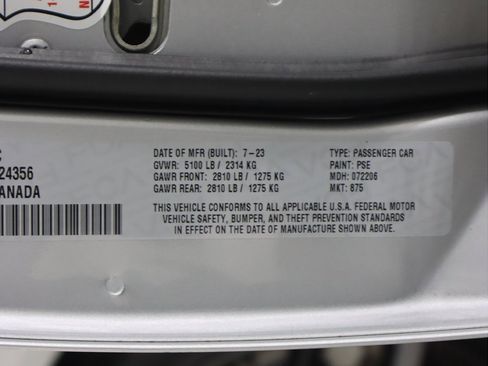 C
24356
ANADA
DATE OF MFR (BUILT): 7-23
GVWR: 5100 LB / 2314 KG
GAWR FRONT: 2810 LB / 1275 KG
GAWR REAR: 2810 LB / 1275 KG
TYPE: PASSENGER CAR
PAINT: PSE
MDH: 072206
MKT: 875
THIS VEHICLE CONFORMS TO ALL APPLICABLE U.S.A. FEDERAL MOTOR
VEHICLE SAFETY, BUMPER, AND THEFT PREVENTION STANDARDS
IN EFFECT ON THE DATE OF MANUFACTURE SHOWN ABOVE.